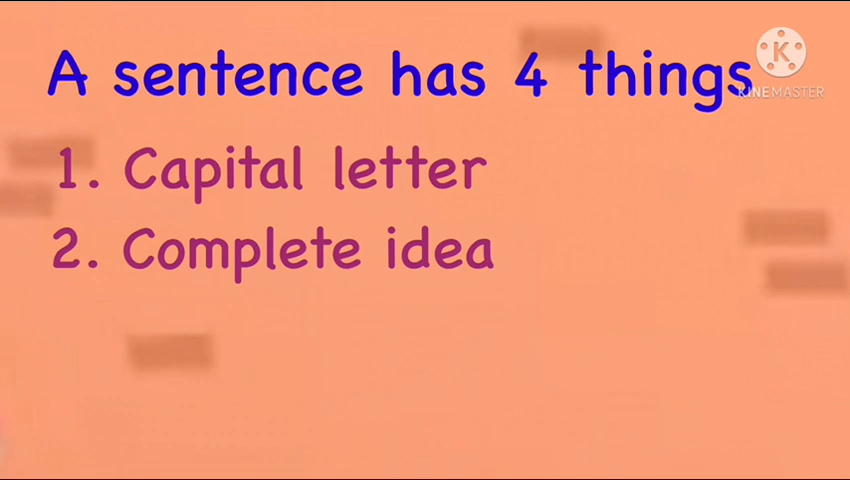 A sentence has 4 things
K
KINEMASTER
1. Capital letter
2. Complete idea